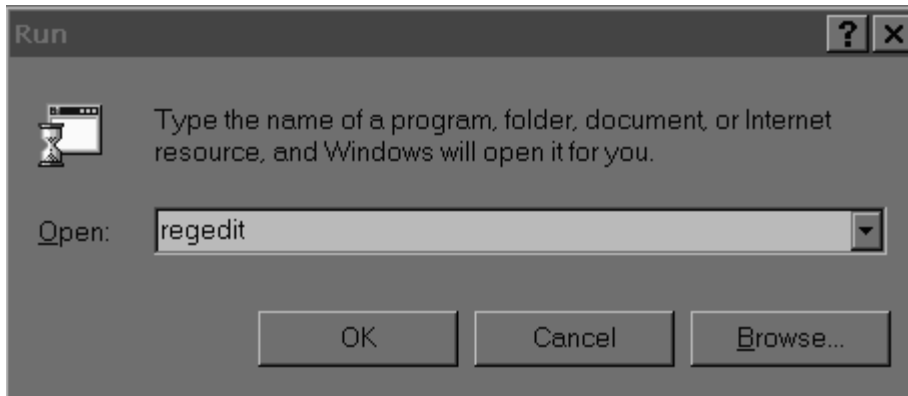 Run
Type the name of a program, folder, document, or Internet
resource, and Windows will open it for you.
Open: regedit
OK Cancel Browse...